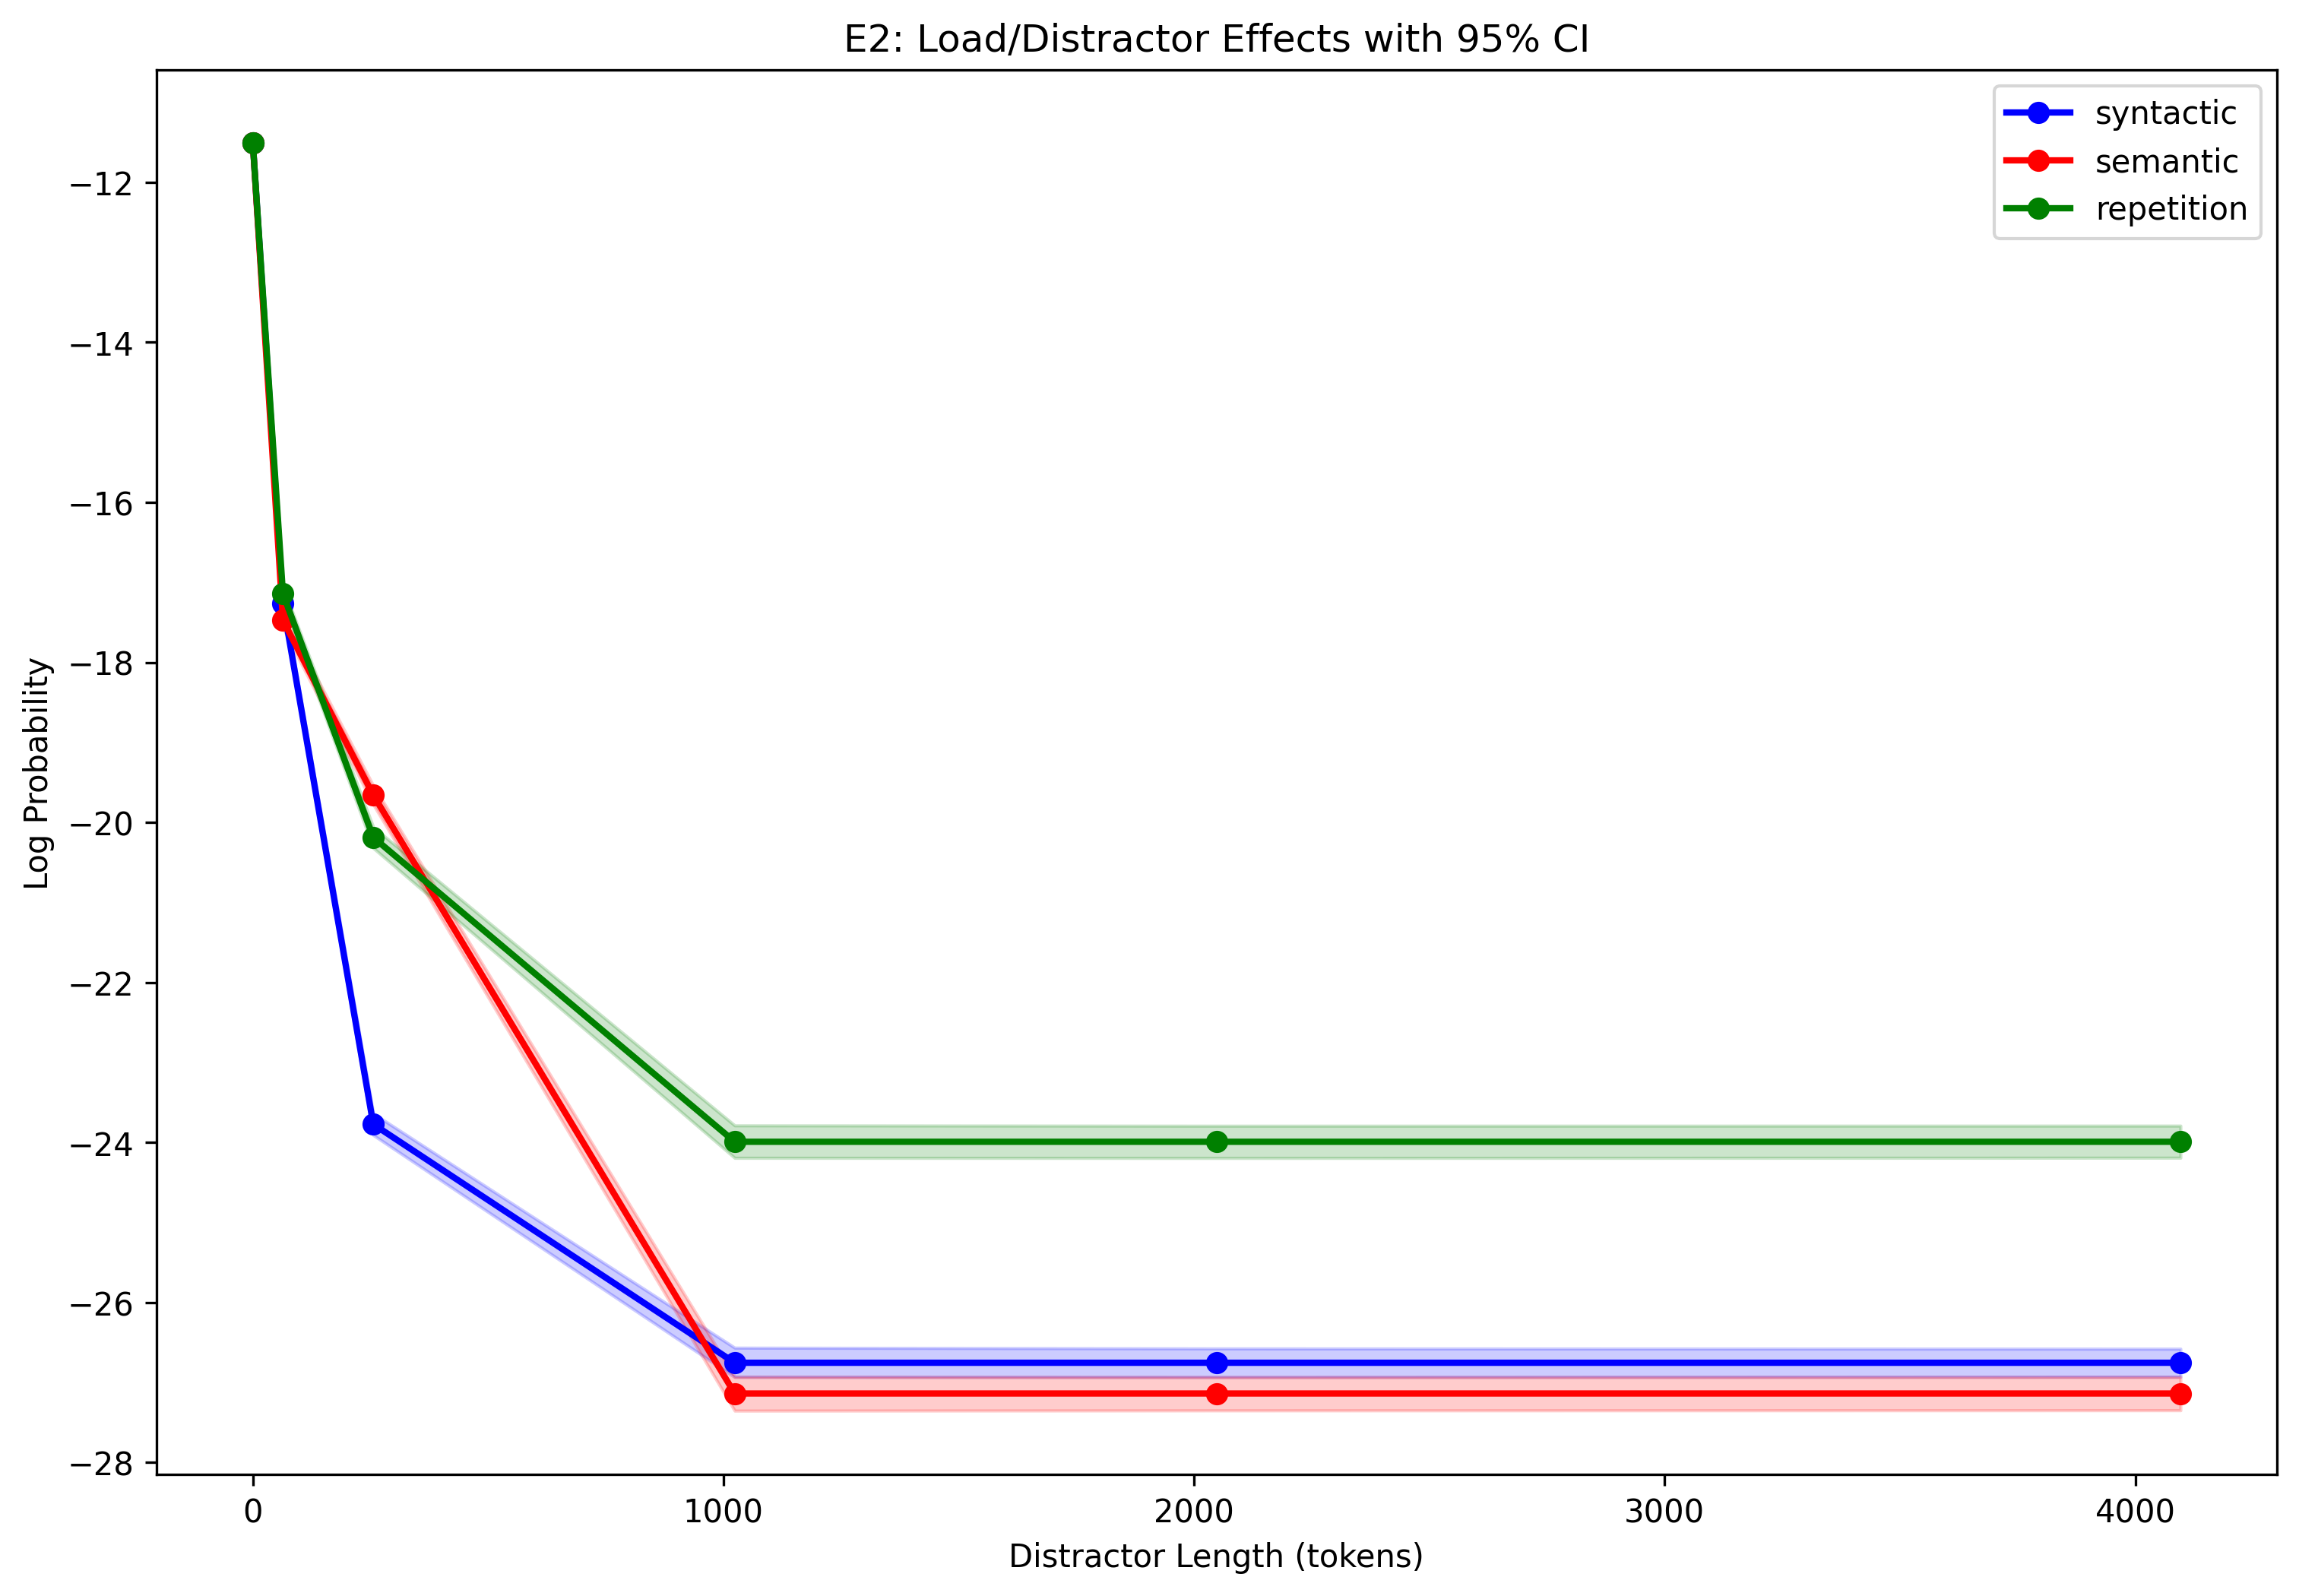 E2: Load/Distractor Effects with 95% CI
syntactic
semantic
repetition
−12
−14
−16
−18
−20
−22
−24
−26
−28
Log Probability
0 1000 2000 3000 4000
Distractor Length (tokens)